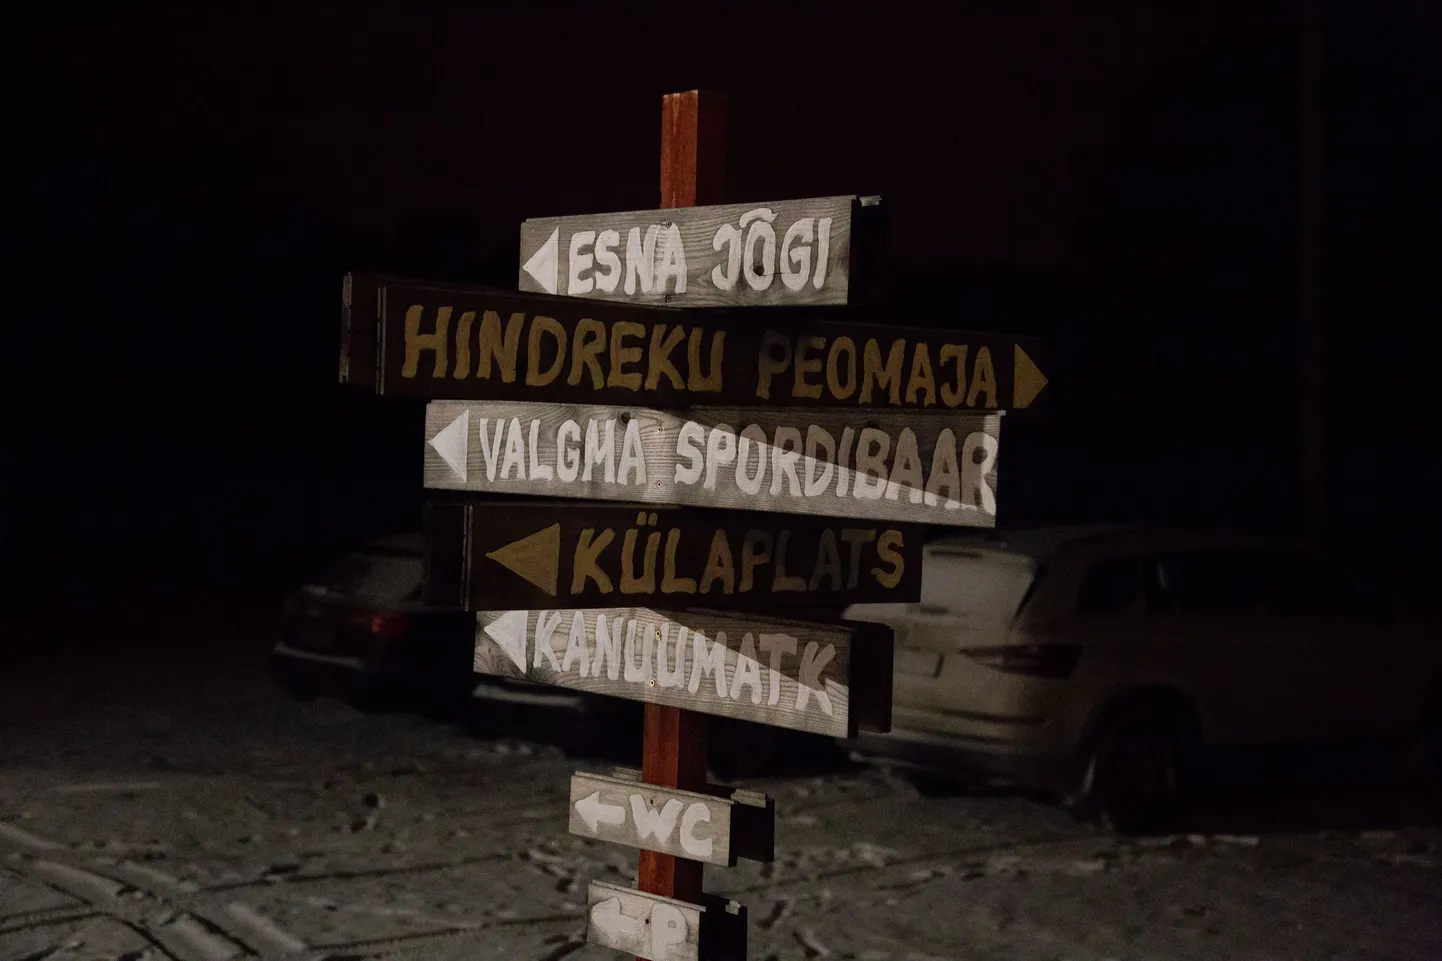 ESNA JÕGI
HINDREKU PEOMAJA
VALGMA SPORDIBAAR
KÜLAPLATS
KANUUMATK
WC
P